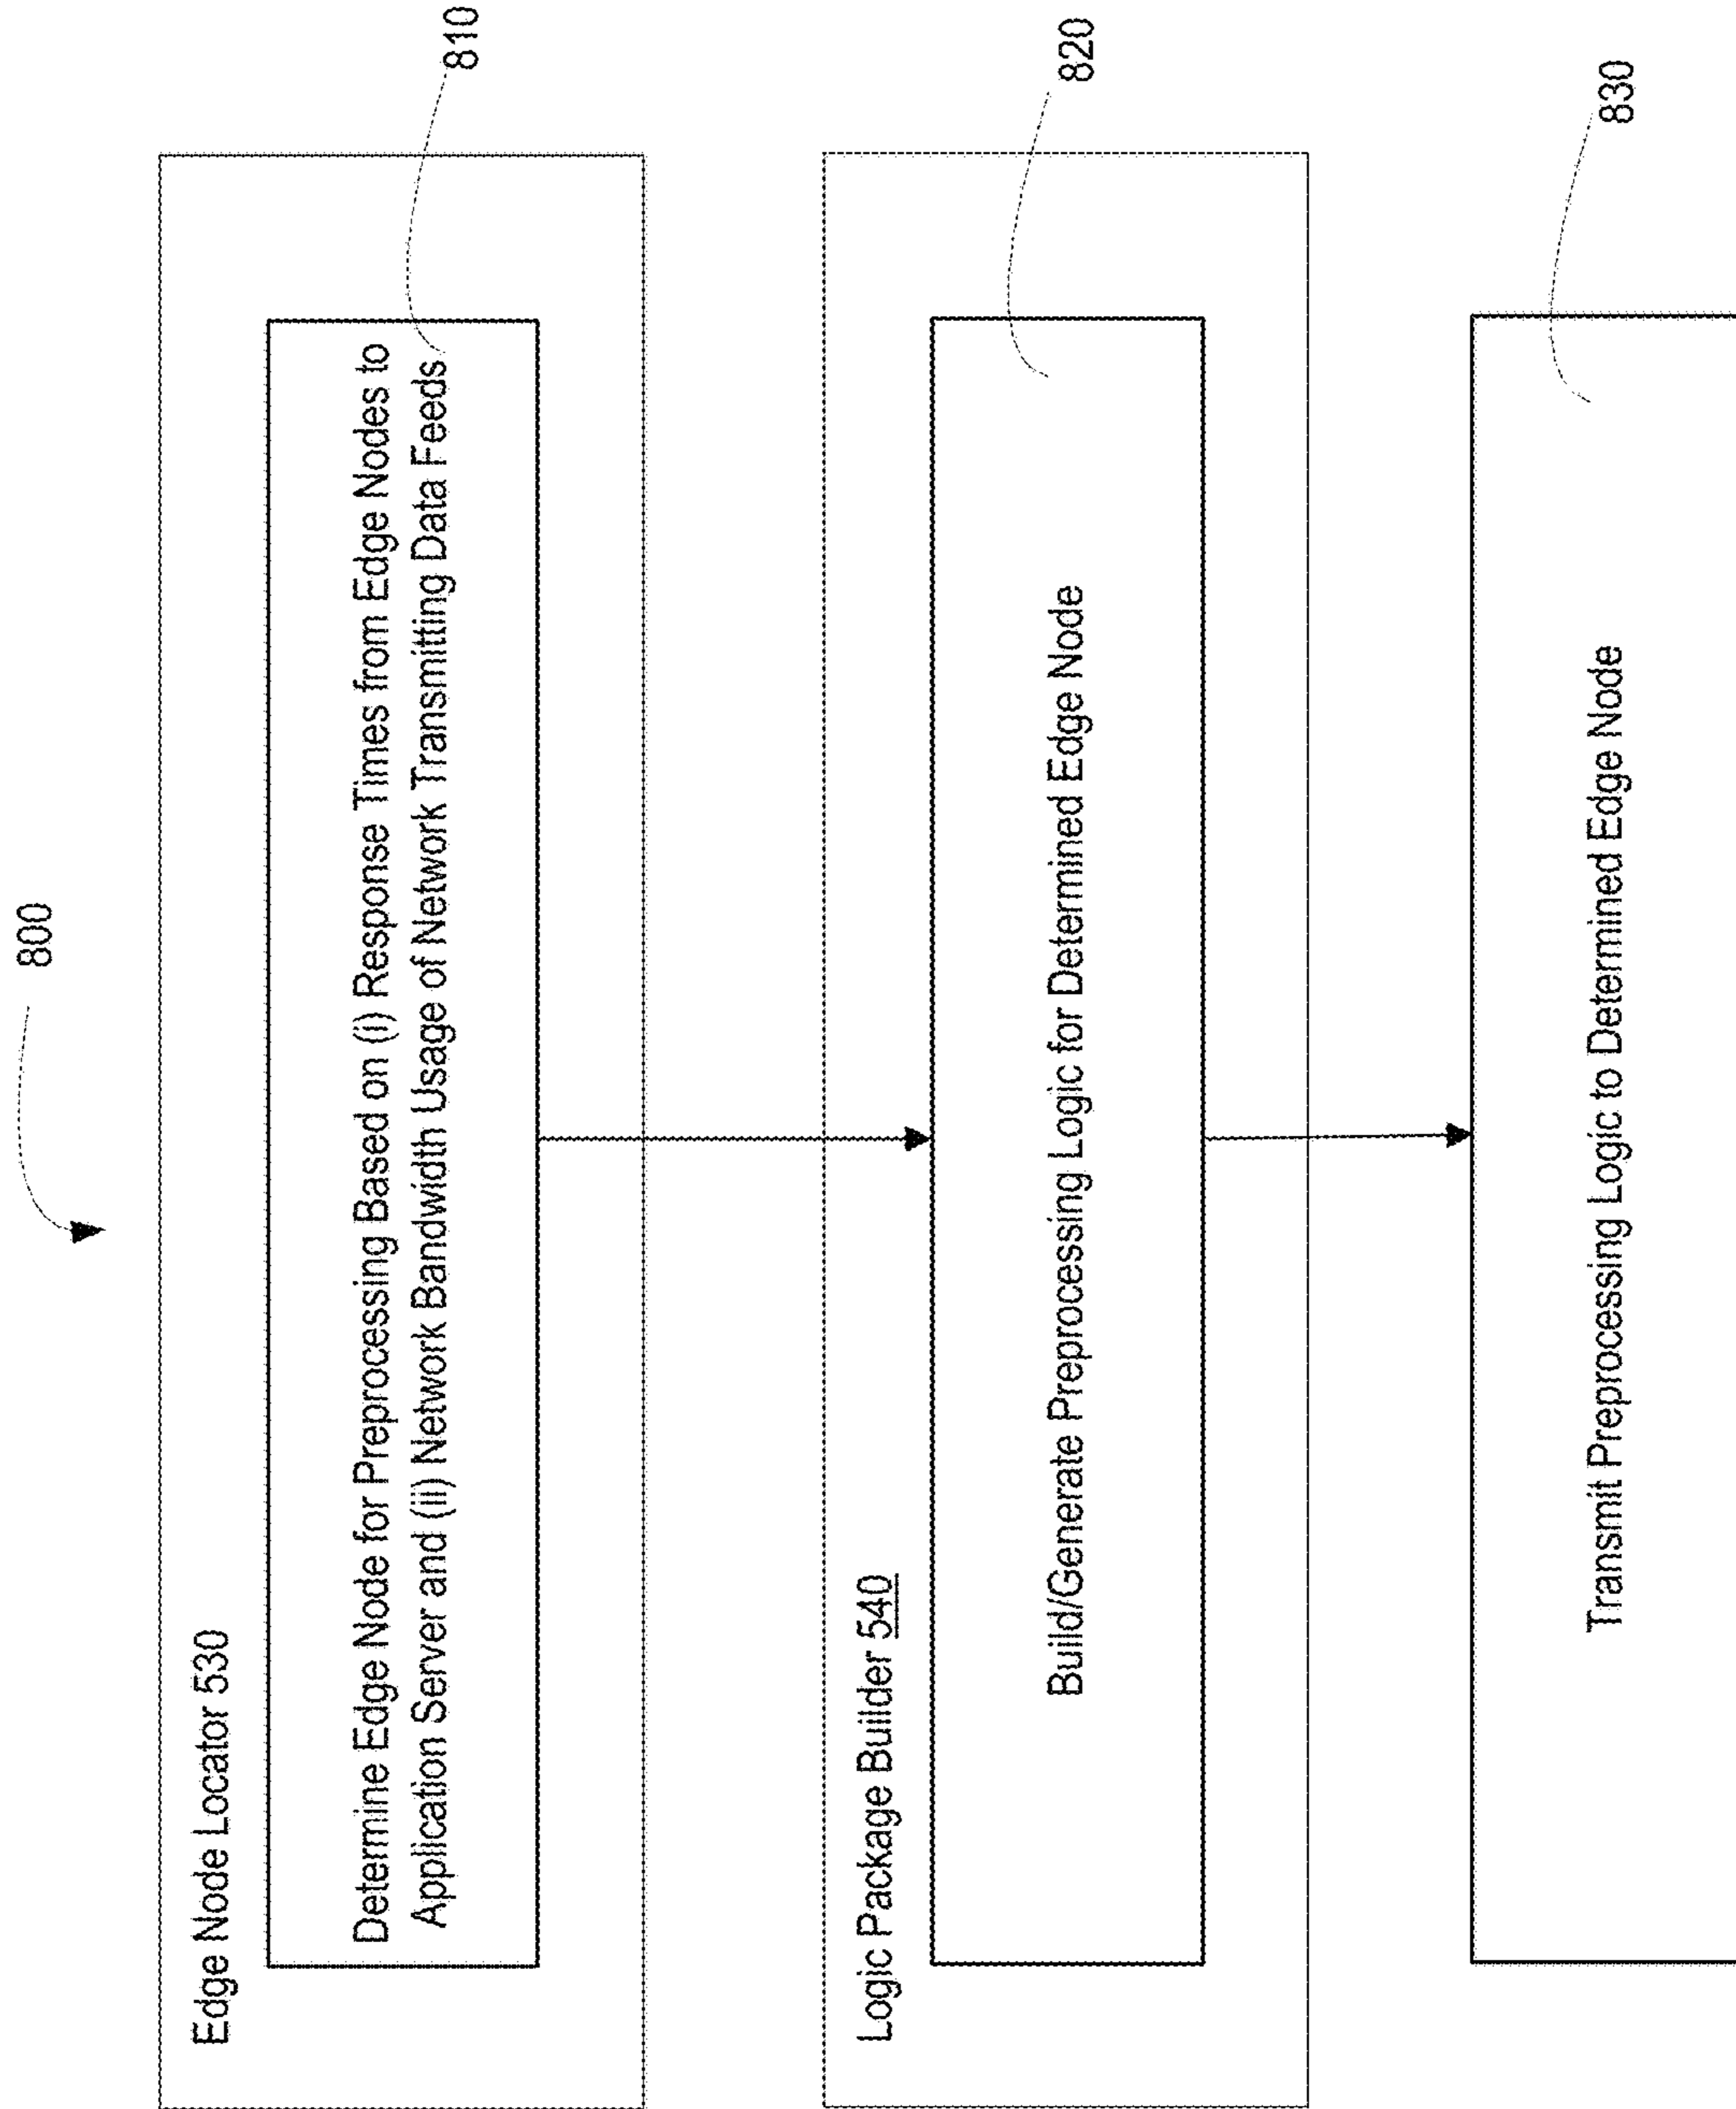 800
Edge Node Locator 530
Determine Edge Node for Preprocessing Based on (i) Response Times from Edge Nodes to
Application Server and (ii) Network Bandwidth Usage of Network Transmitting Data Feeds
810
Logic Package Builder 540
Build/Generate Preprocessing Logic for Determined Edge Node
820
Transmit Preprocessing Logic to Determined Edge Node
830